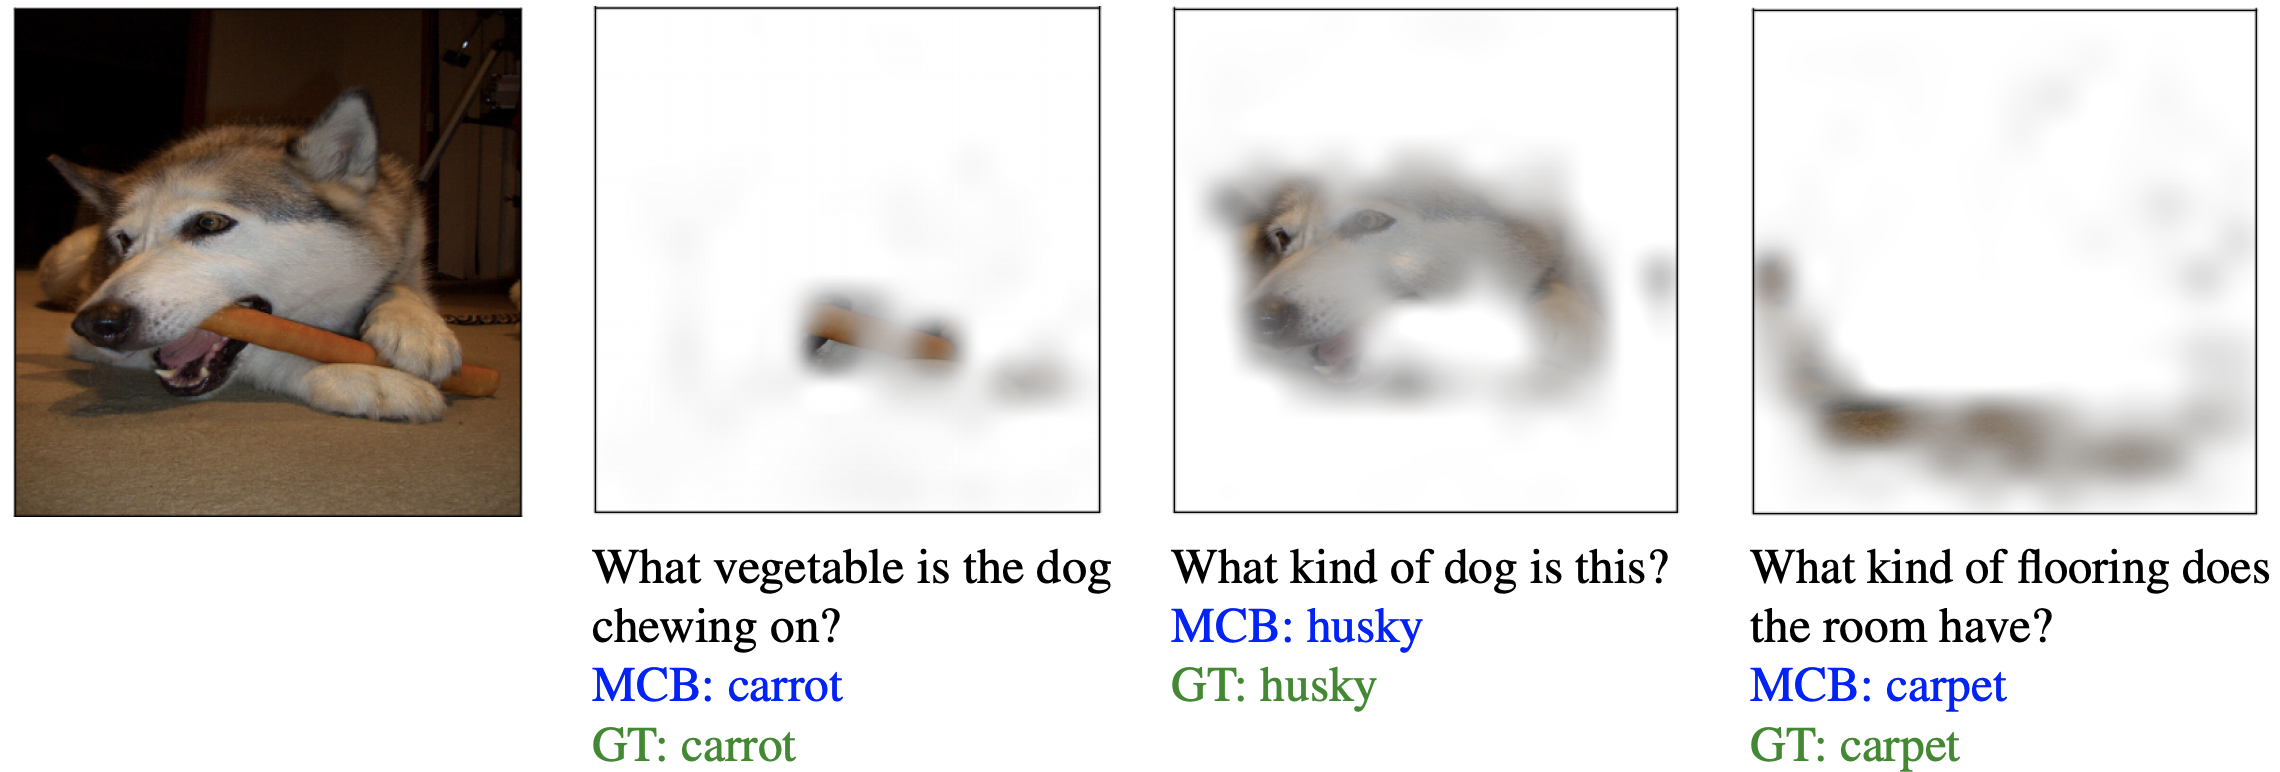 What vegetable is the dog
chewing on?
MCB: carrot
GT: carrot
What kind of dog is this?
MCB: husky
GT: husky
What kind of flooring does
the room have?
MCB: carpet
GT: carpet